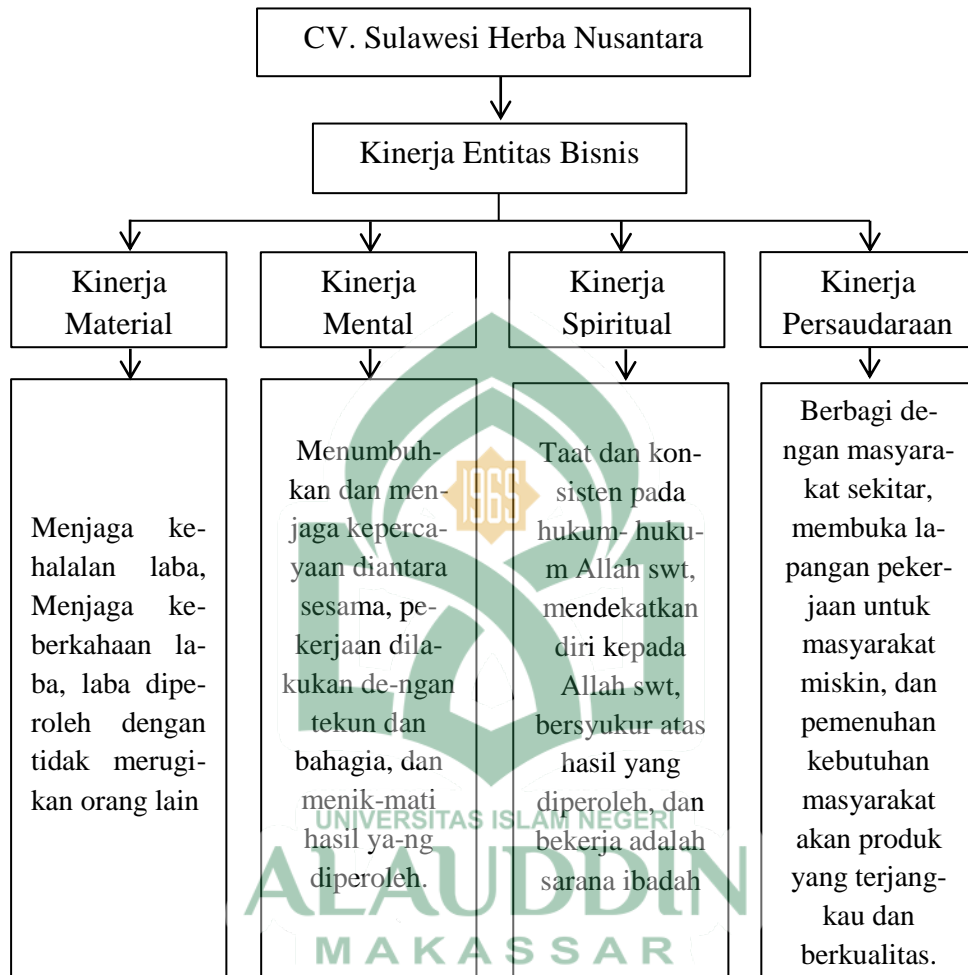 CV. Sulawesi Herba Nusantara
Kinerja Entitas Bisnis
Kinerja
Material
Kinerja
Mental
Kinerja
Spiritual
Kinerja
Persaudaraan
Menjaga ke-
halalan laba,
Menjaga ke-
berkahaan la-
ba, laba dipe-
roleh dengan
tidak merugi-
kan orang lain
Menumbuh-
kan dan men-
jaga keperca-
yaan diantara
sesama, pe-
kerjaan dila-
kukan de-ngan
tekun dan
bahagia, dan
menik-mati
hasil ya-ng
diperoleh.
Taat dan kon-
sisten pada
hukum- huku-
m Allah swt,
mendekatkan
diri kepada
Allah swt,
bersyukur atas
hasil yang
diperoleh, dan
bekerja adalah
sarana ibadah
Berbagi de-
ngan masyara-
kat sekitar,
membuka la-
pangan peker-
jaan untuk
masyarakat
miskin, dan
pemenuhan
kebutuhan
masyarakat
akan produk
yang terjang-
kau dan
berkualitas.
1965
UNIVERSITAS ISLAM NEGERI
ALAUDDIN
MAKASSAR